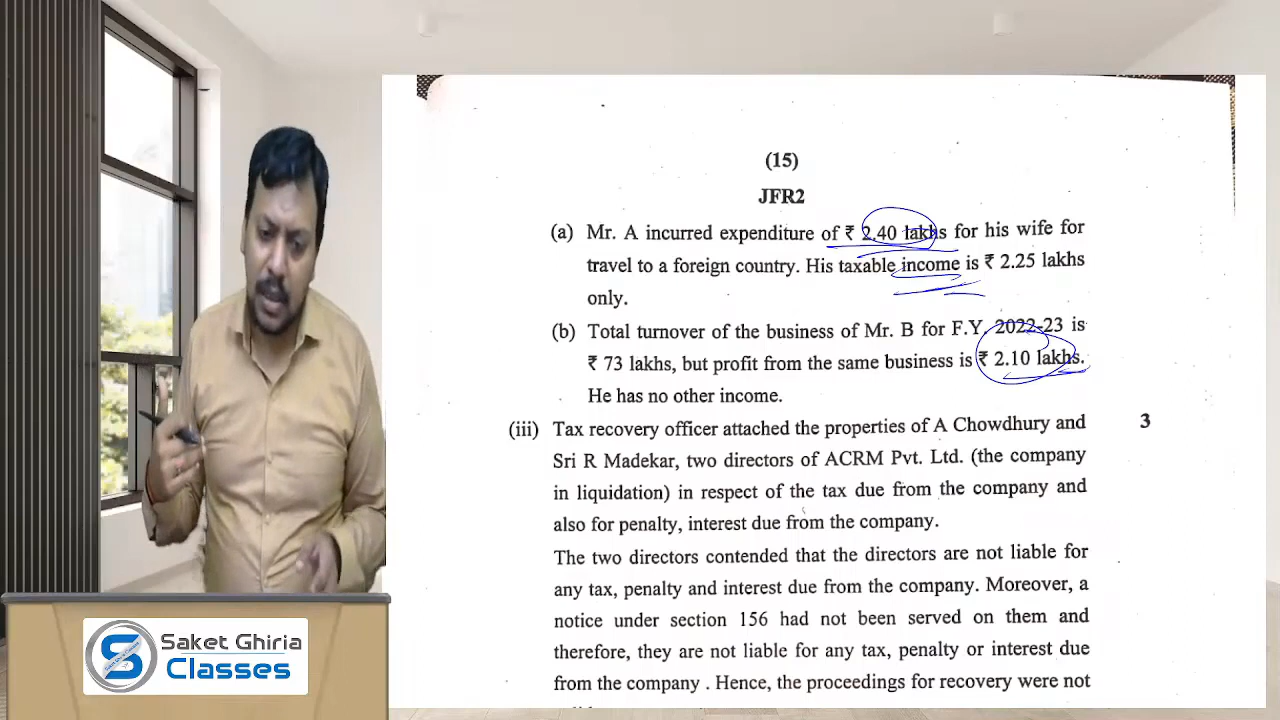 (15)
JFR2
(a) Mr. A incurred expenditure of ₹ 2.40 lakhs for his wife for
travel to a foreign country. His taxable income is ₹ 2.25 lakhs
only.
(b) Total turnover of the business of Mr. B for F.Y. 2022-23 is
₹ 73 lakhs, but profit from the same business is ₹ 2.10 lakhs.
He has no other income.
(iii) Tax recovery officer attached the properties of A Chowdhury and 3
Sri R Madekar, two directors of ACRM Pvt. Ltd. (the company
in liquidation) in respect of the tax due from the company and
also for penalty, interest due from the company.
The two directors contended that the directors are not liable for
any tax, penalty and interest due from the company. Moreover, a
notice under section 156 had not been served on them and
therefore, they are not liable for any tax, penalty or interest due
from the company . Hence, the proceedings for recovery were not
Saket Ghiria
Classes